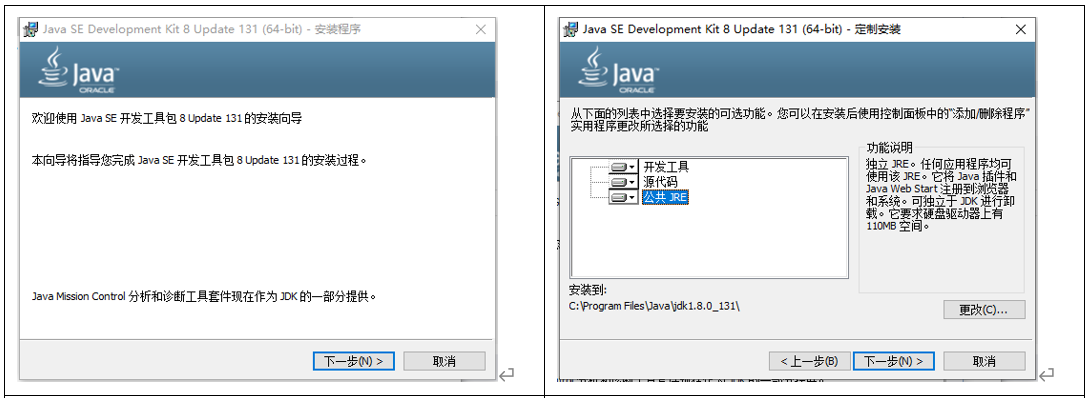 Java SE Development Kit 8 Update 131 (64-bit) - 安装程序
Java
ORACLE
欢迎使用 Java SE 开发工具包 8 Update 131 的安装向导
本向导将指导您完成 Java SE 开发工具包 8 Update 131 的安装过程。
Java Mission Control 分析和诊断工具套件现在作为 JDK 的一部分提供。
下一步(N) >
取消
Java SE Development Kit 8 Update 131 (64-bit) - 定制安装
Java
ORACLE
从下面的列表中选择要安装的可选功能。您可以在安装后使用控制面板中的"添加/删除程序"
实用程序更改所选择的功能
开发工具
源代码
公共 JRE
功能说明
独立 JRE。任何应用程序均可
使用该 JRE。它将 Java 插件和
Java Web Start 注册到浏览器
和系统。可独立于 JDK 进行卸
载。它要求硬盘驱动器上有
110MB 空间。
安装到:
C:\Program Files\Java\jdk1.8.0_131\
更改(C)...
< 上一步(B)
下一步(N) >
取消